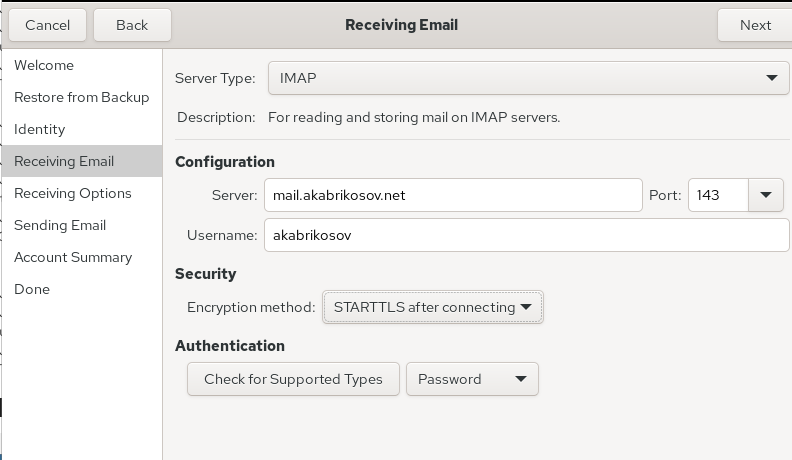 Cancel Back Receiving Email Next
Welcome
Restore from Backup
Identity
Receiving Email
Receiving Options
Sending Email
Account Summary
Done
Server Type: IMAP
Description: For reading and storing mail on IMAP servers.
Configuration
Server: mail.akabrikosov.net Port: 143
Username: akabrikosov
Security
Encryption method: STARTTLS after connecting
Authentication
Check for Supported Types Password